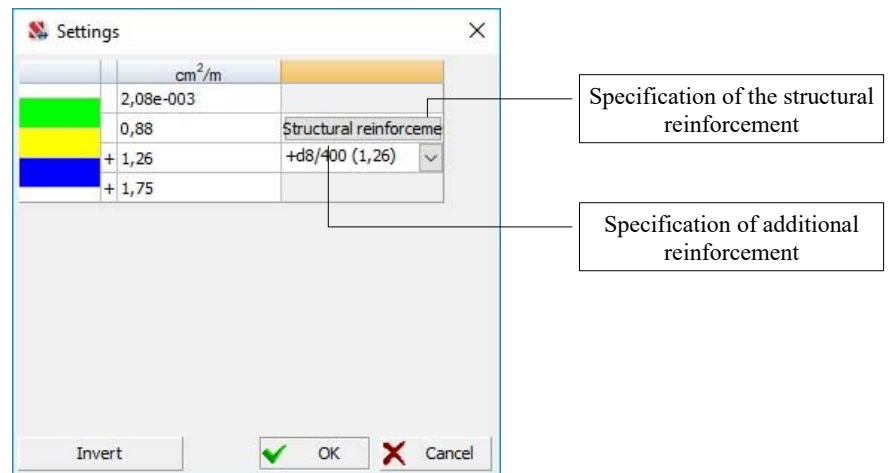 Settings
cm²/m
2,08e-003
0,88 Structural reinforceme
+ 1,26 +d8/400 (1,26)
+ 1,75
Invert OK Cancel
Specification of the structural
reinforcement
Specification of additional
reinforcement